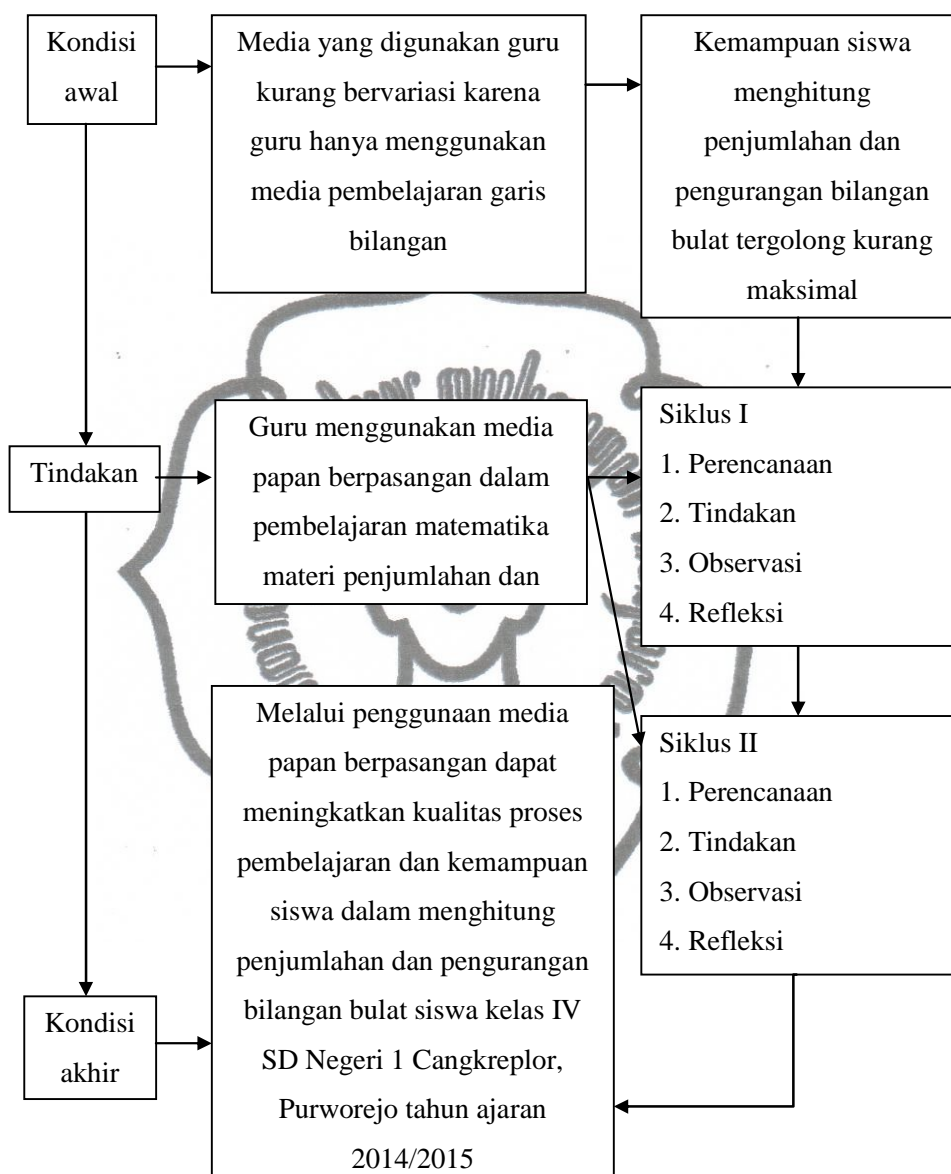 Kondisi
awal
Media yang digunakan guru
kurang bervariasi karena
guru hanya menggunakan
media pembelajaran garis
bilangan
Kemampuan siswa
menghitung
penjumlahan dan
pengurangan bilangan
bulat tergolong kurang
maksimal
Tindakan
Guru menggunakan media
papan berpasangan dalam
pembelajaran matematika
materi penjumlahan dan
Siklus I
1. Perencanaan
2. Tindakan
3. Observasi
4. Refleksi
Siklus II
1. Perencanaan
2. Tindakan
3. Observasi
4. Refleksi
Kondisi
akhir
Melalui penggunaan media
papan berpasangan dapat
meningkatkan kualitas proses
pembelajaran dan kemampuan
siswa dalam menghitung
penjumlahan dan pengurangan
bilangan bulat siswa kelas IV
SD Negeri 1 Cangkreplor,
Purworejo tahun ajaran
2014/2015